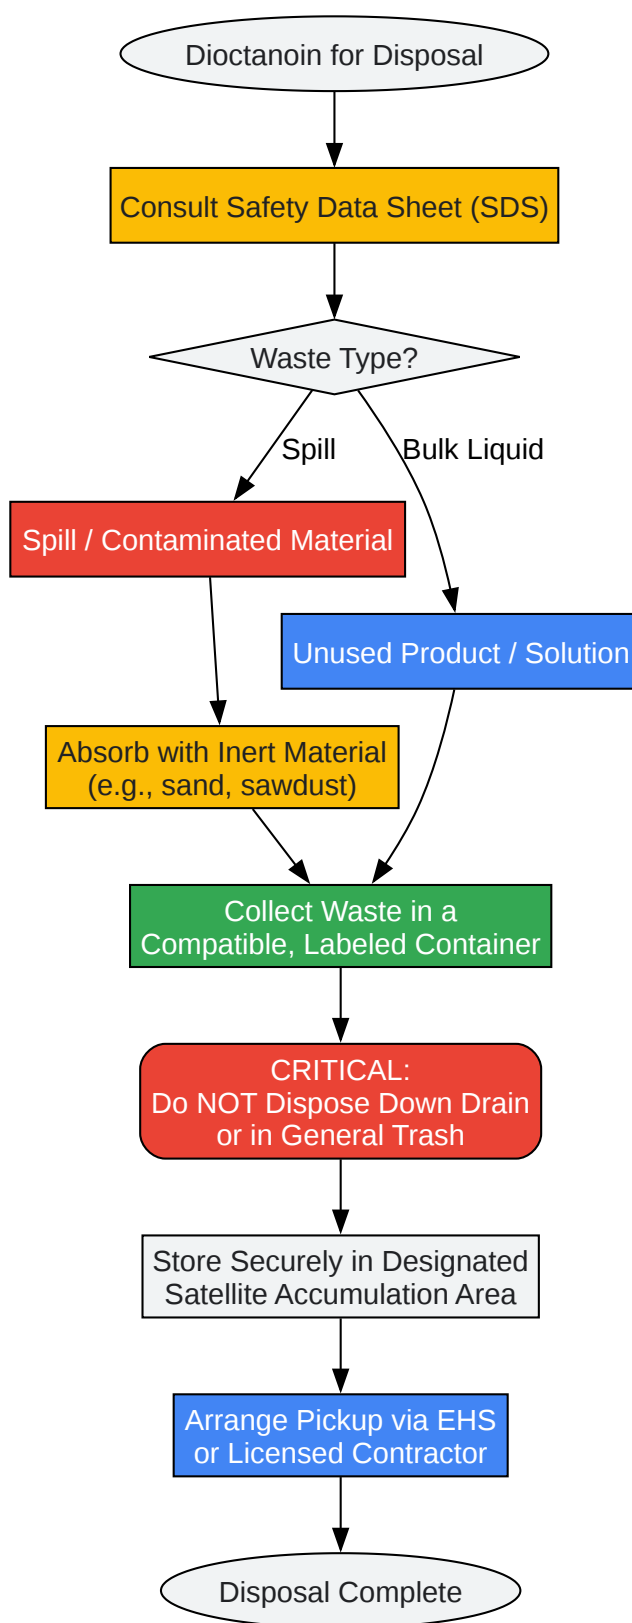 Dioctanoin for Disposal
Consult Safety Data Sheet (SDS)
Waste Type?
Spill
Bulk Liquid
Spill / Contaminated Material
Unused Product / Solution
Absorb with Inert Material
(e.g., sand, sawdust)
Collect Waste in a
Compatible, Labeled Container
CRITICAL:
Do NOT Dispose Down Drain
or in General Trash
Store Securely in Designated
Satellite Accumulation Area
Arrange Pickup via EHS
or Licensed Contractor
Disposal Complete